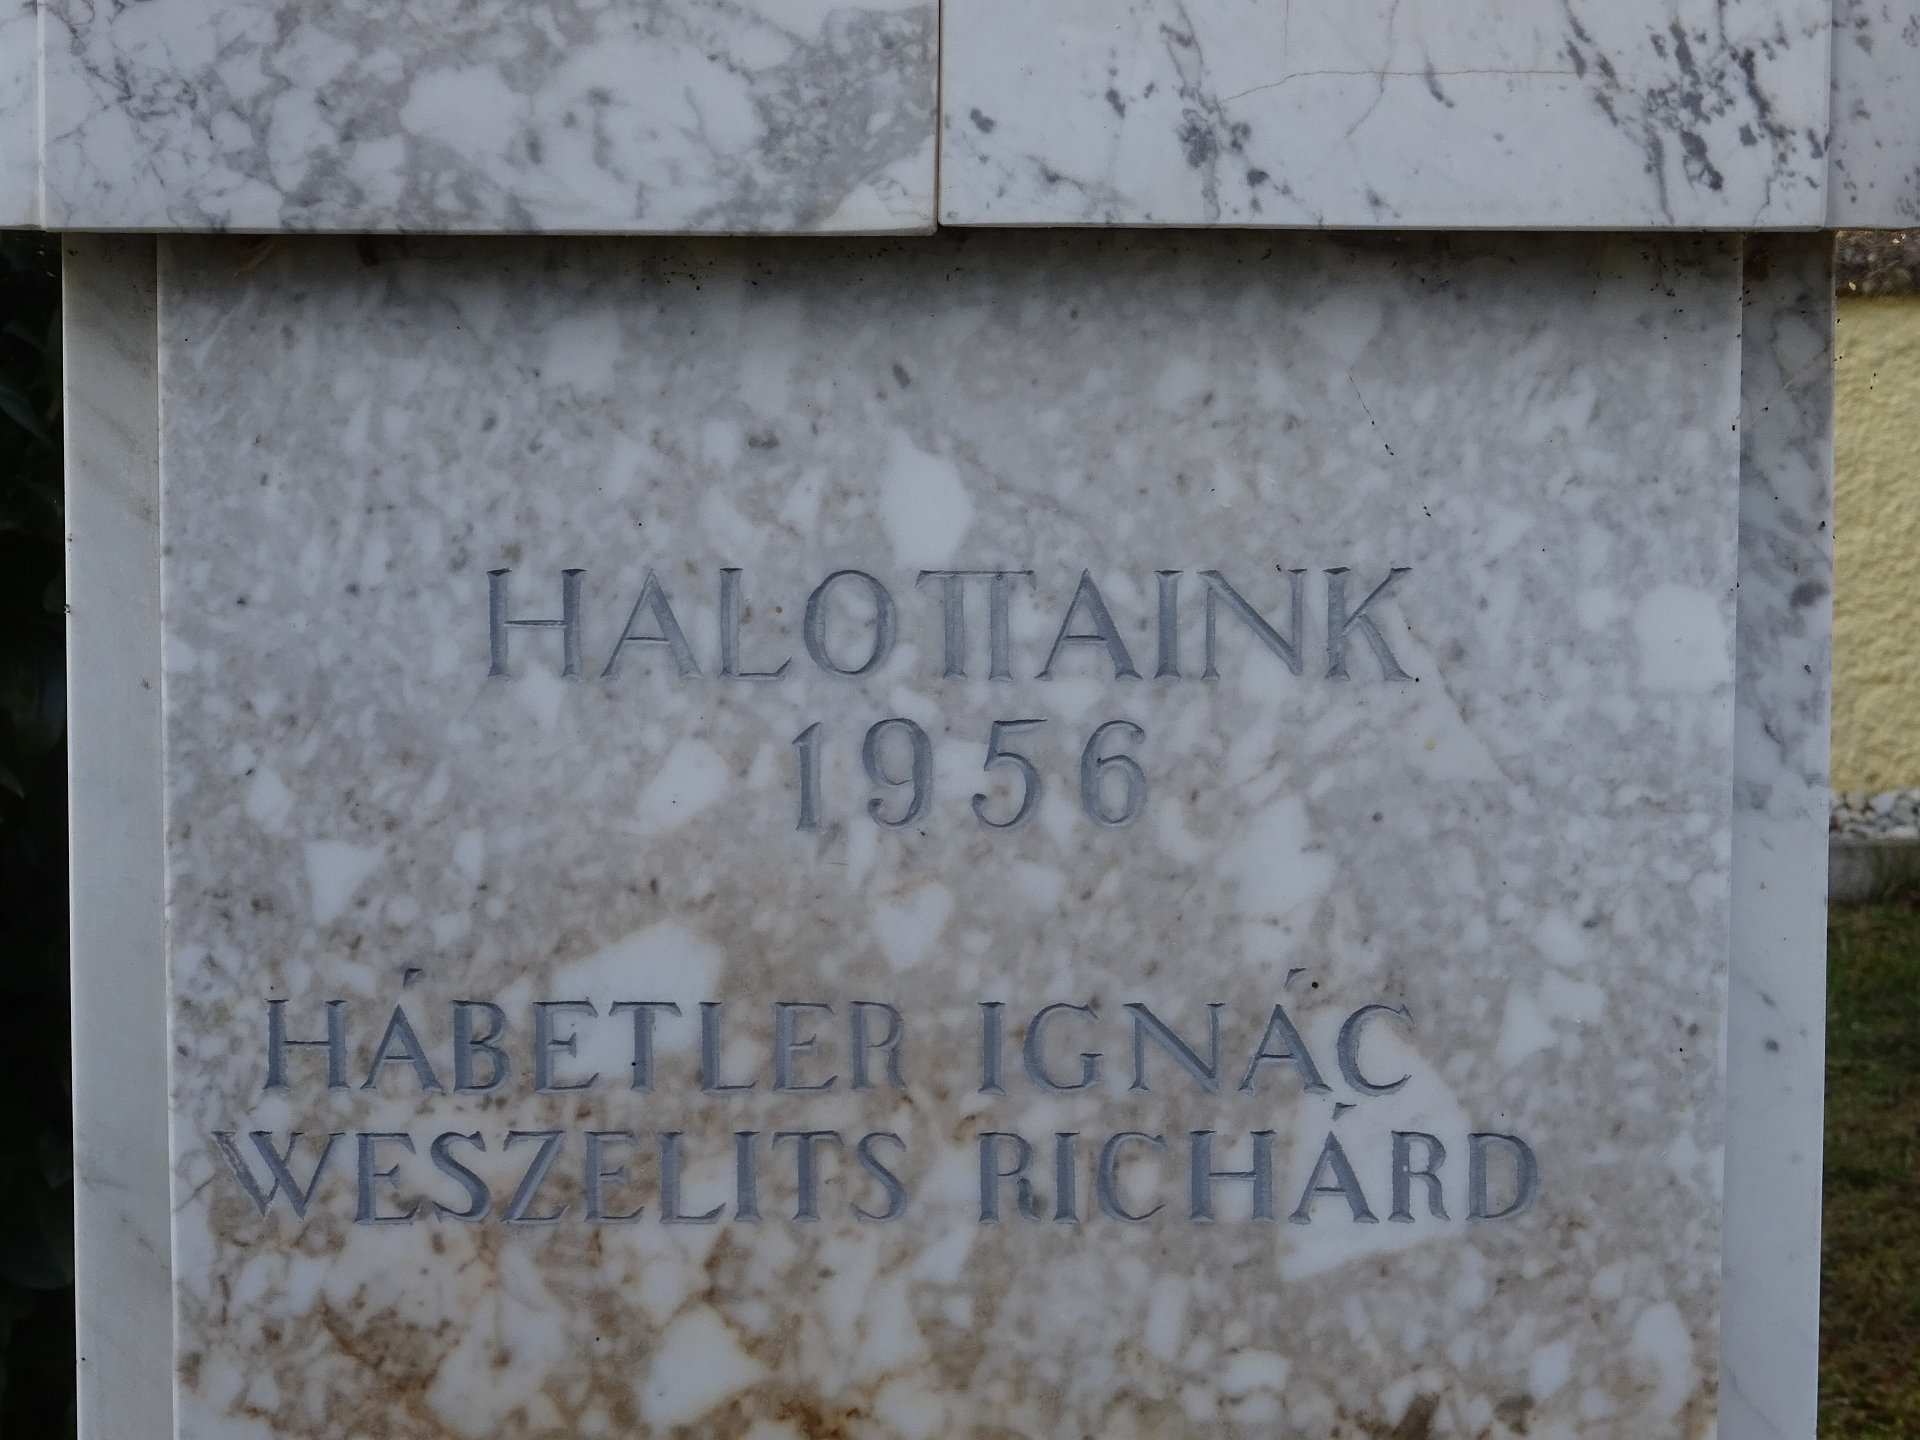 HALOTTAINK
1956
HÁBETLER IGNÁC
WESZELITS RICHÁRD